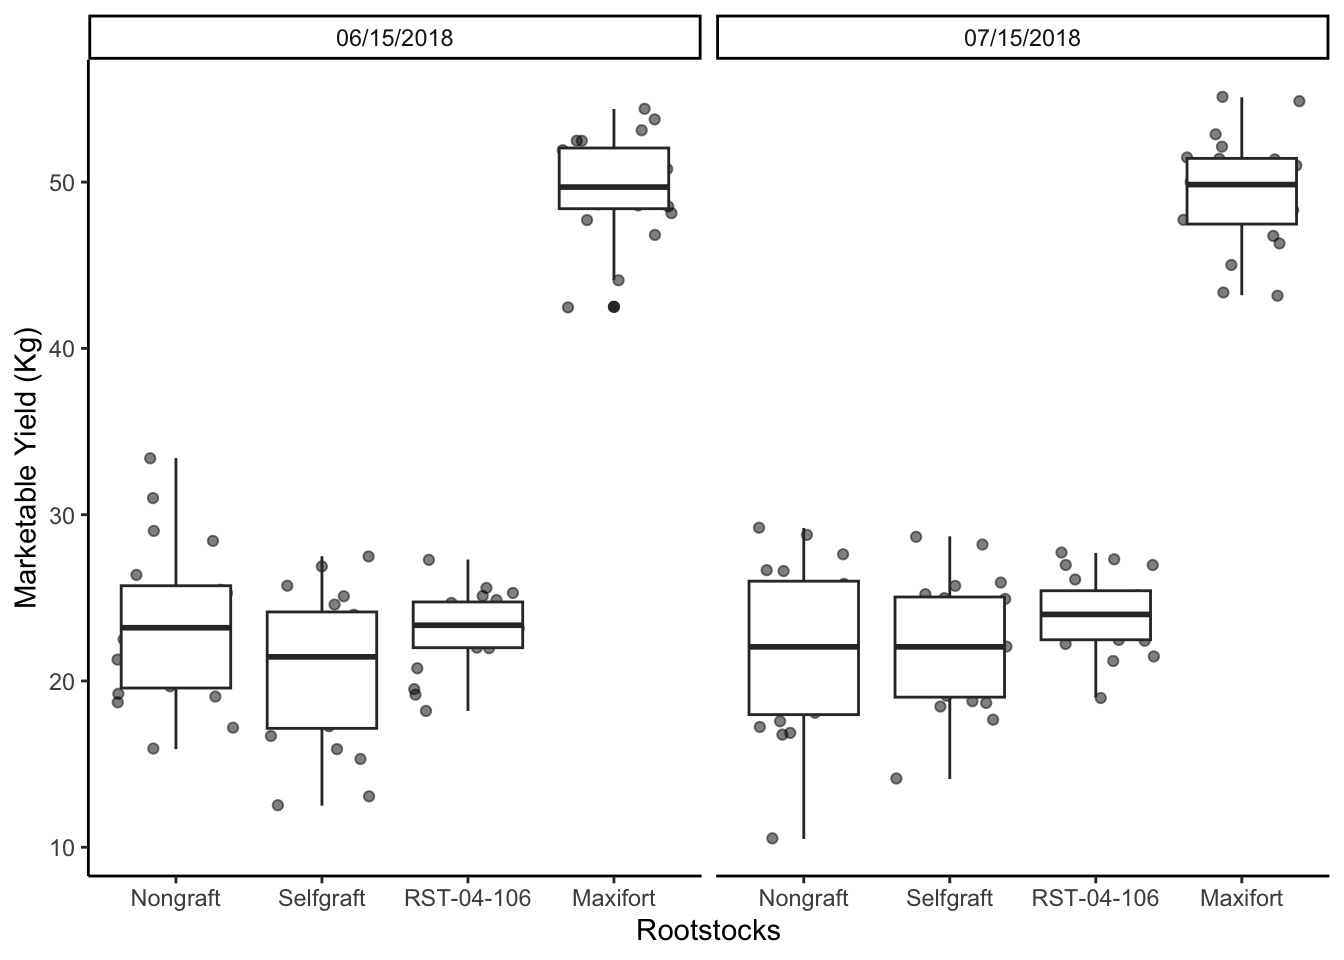 06/15/2018
07/15/2018
Marketable Yield (Kg)
50
40
30
20
10
Nongraft Selfgraft RST-04-106 Maxifort
Nongraft Selfgraft RST-04-106 Maxifort
Rootstocks